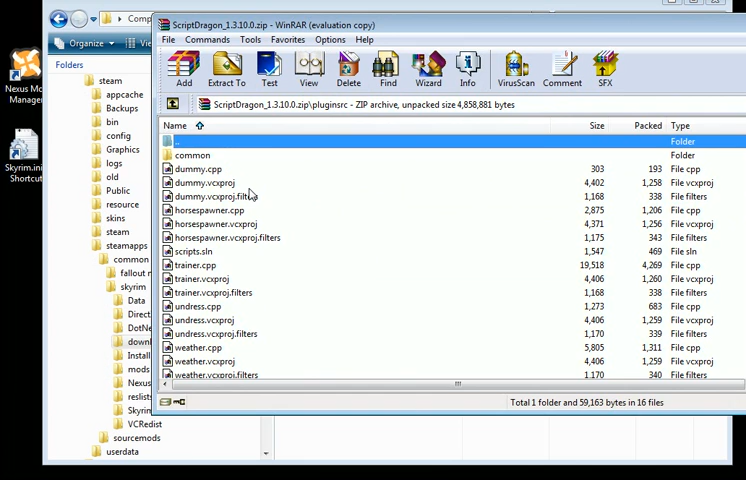 Comp
Organize
Vie
Folders
steam
appcache
Backups
bin
config
Graphics
logs
old
Public
resource
skins
steam
steamapps
common
fallout n
skyrim
Data
Direct
DotNe
downl
Install
mods
Nexus
reslists
Skyrim
VCRedist
sourcemods
userdata
Nexus Mo
Manager
Skyrim.ini
Shortcut
ScriptDragon_1.3.10.0.zip - WinRAR (evaluation copy)
File Commands Tools Favorites Options Help
Add Extract To Test View Delete Find Wizard Info VirusScan Comment SFX
ScriptDragon_1.3.10.0.zip\pluginsrc - ZIP archive, unpacked size 4,858,881 bytes
Name Size Packed Type
.. Folder
common Folder
dummy.cpp 303 193 File cpp
dummy.vcxproj 4,402 1,258 File vcxproj
dummy.vcxproj.filters 1,168 338 File filters
horsespawner.cpp 2,875 1,206 File cpp
horsespawner.vcxproj 4,371 1,256 File vcxproj
horsespawner.vcxproj.filters 1,175 343 File filters
scripts.sln 1,547 469 File sln
trainer.cpp 19,518 4,269 File cpp
trainer.vcxproj 4,406 1,260 File vcxproj
trainer.vcxproj.filters 1,168 338 File filters
undress.cpp 1,273 683 File cpp
undress.vcxproj 4,406 1,259 File vcxproj
undress.vcxproj.filters 1,170 339 File filters
weather.cpp 5,805 1,311 File cpp
weather.vcxproj 4,406 1,259 File vcxproj
weather.vcxproj.filters 1,170 340 File filters
Total 1 folder and 59,163 bytes in 16 files